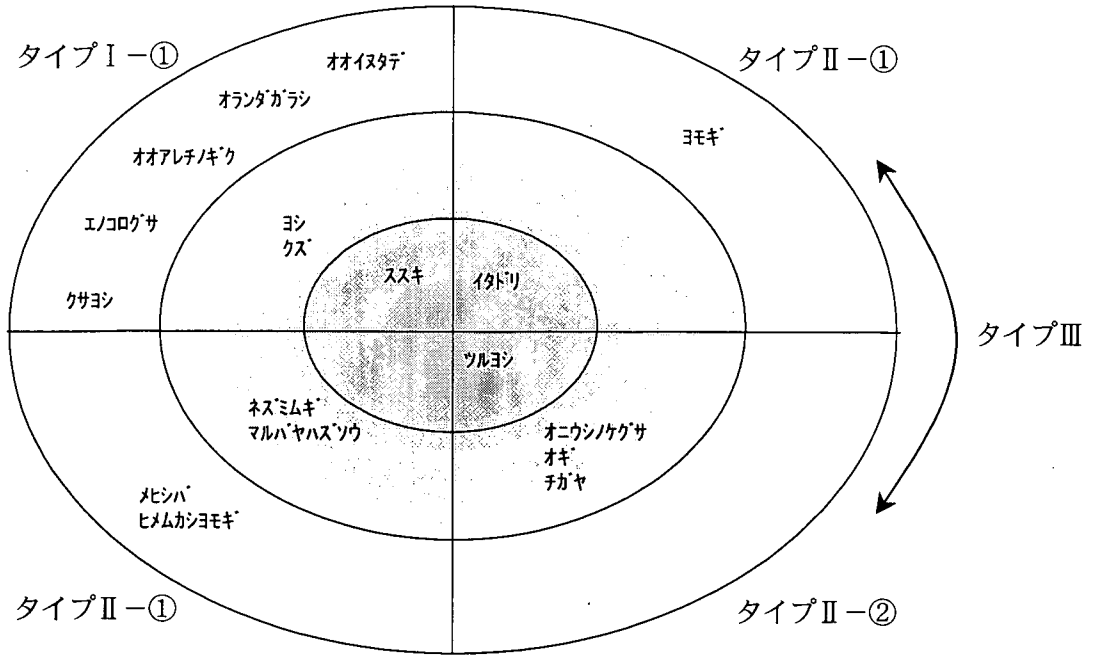 タイプⅠ－①
オオイヌタデ
オランダガラシ
オオアレチノギク
エノコログサ
クサヨシ
ヨシ
クズ
ススキ
タイプⅡ－①
ヨモギ
イタドリ
タイプⅢ
ツルヨシ
ネズミムギ
マルバヤハズソウ
オニウシノケグサ
オギ
チガヤ
メヒシバ
ヒメムカシヨモギ
タイプⅡ－①
タイプⅡ－②